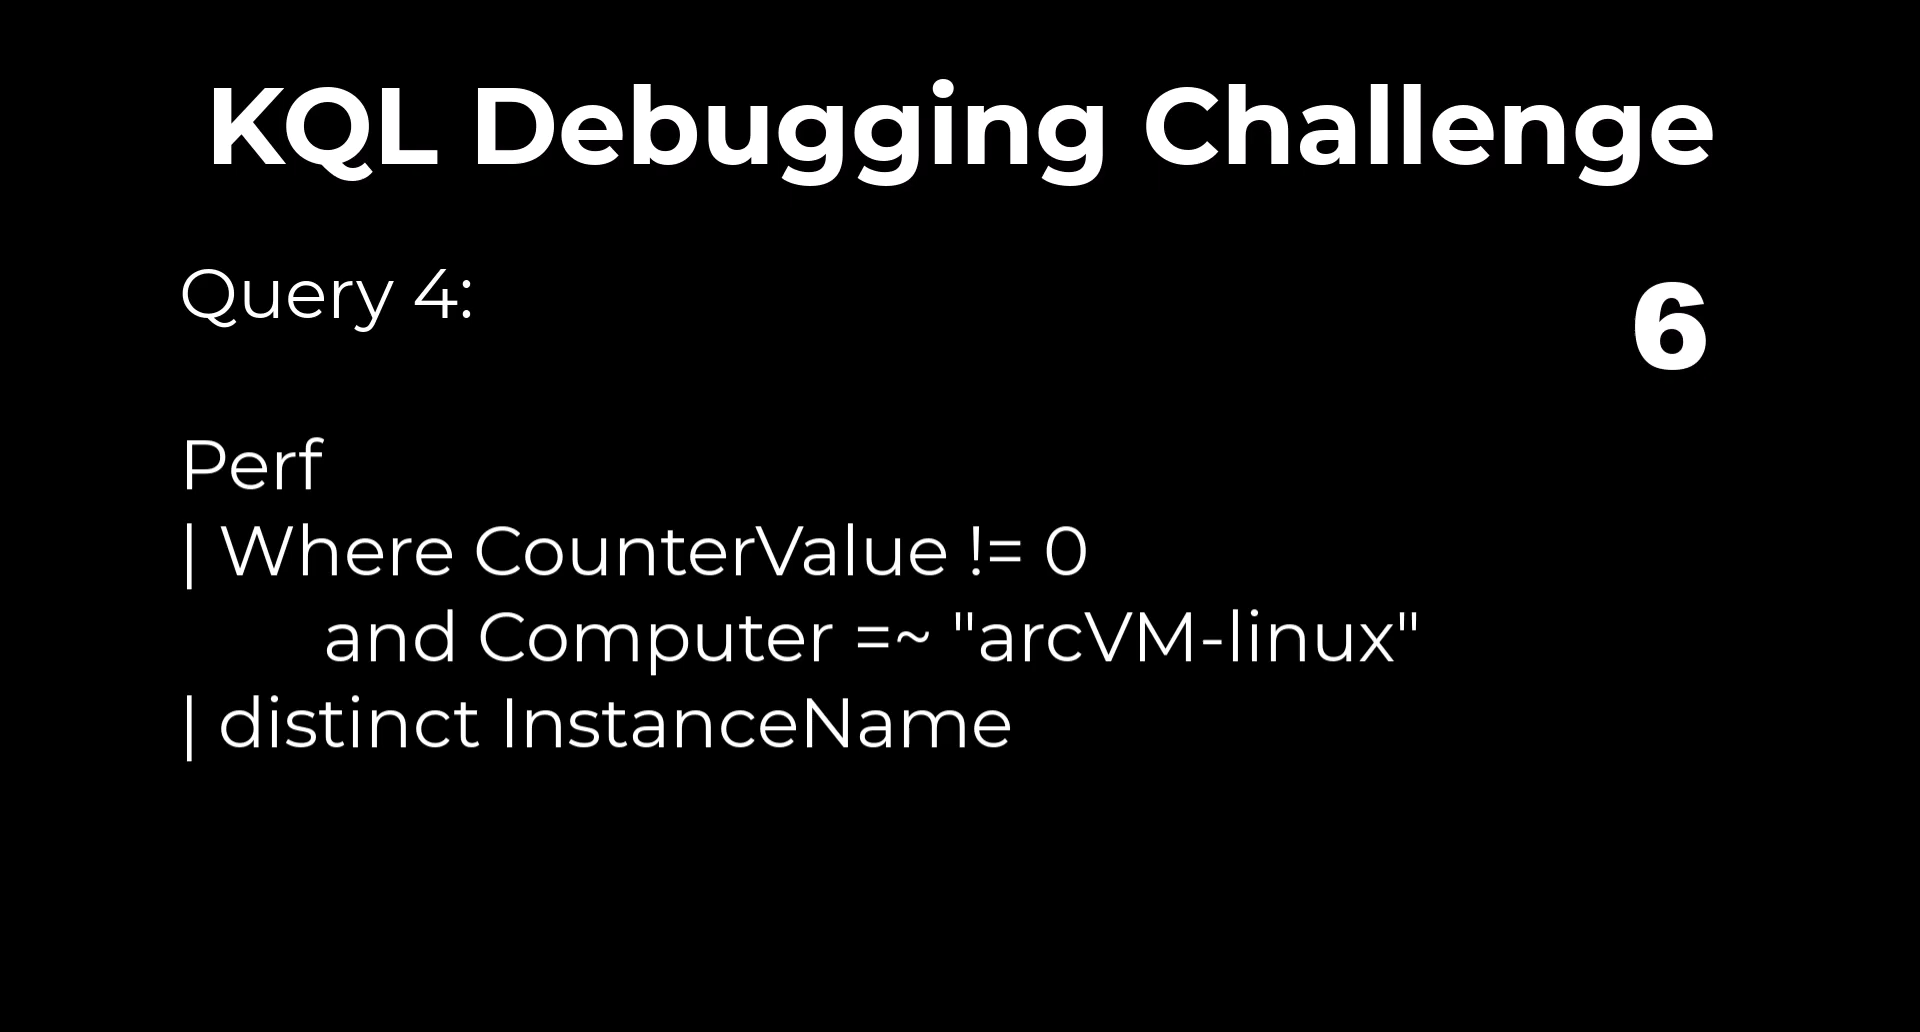 KQL Debugging Challenge
Query 4:
6
Perf
| Where CounterValue != 0
and Computer =~ "arcVM-linux"
| distinct InstanceName